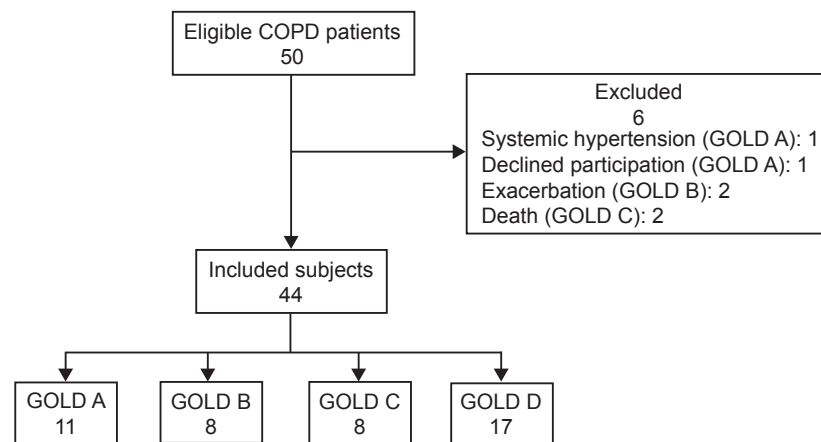 Eligible COPD patients
50
Excluded
6
Systemic hypertension (GOLD A): 1
Declined participation (GOLD A): 1
Exacerbation (GOLD B): 2
Death (GOLD C): 2
Included subjects
44
GOLD A
11
GOLD B
8
GOLD C
8
GOLD D
17